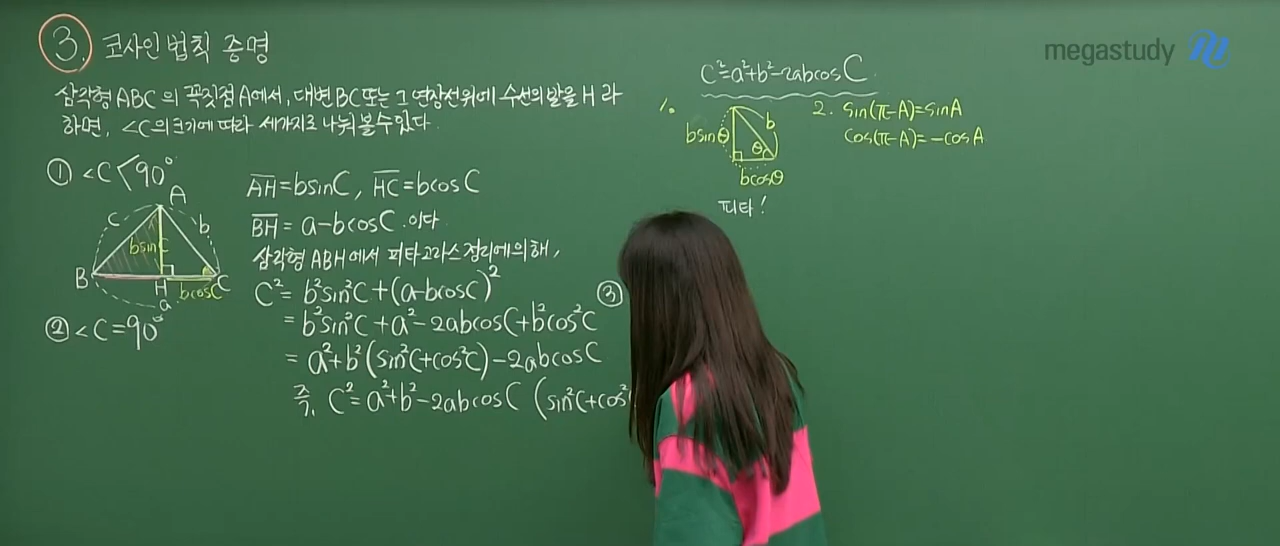 3. 코사인법칙 증명
삼각형 ABC의 꼭짓점 A에서, 대변 BC 또는 그 연장선위에 수선의 발을 H라
하면, ∠C의 크기에 따라 세가지로 나눠 볼 수 있다.
① ∠C<90°
A
c
b
bsinC
B
H
C
bcosC
a
② ∠C=90°
A̅H̅=bsinC, H̅C̅=bcosC
B̅H̅=a-bcosC.이다
삼각형 ABH에서 피타고라스 정리에 의해,
C²=b²sin²C+(a-bcosC)²
=b²sin²C+a²-2abcosC+b²cos²C
=a²+b²(sin²C+cos²C)-2abcosC
즉, C²=a²+b²-2abcosC (sin²C+cos²
③
megastudy
C²=a²+b²-2abcosC
1.
bsinθ
b
θ
bcosθ
피타!
2. sin(π-A)=sinA
cos(π-A)=-cosA